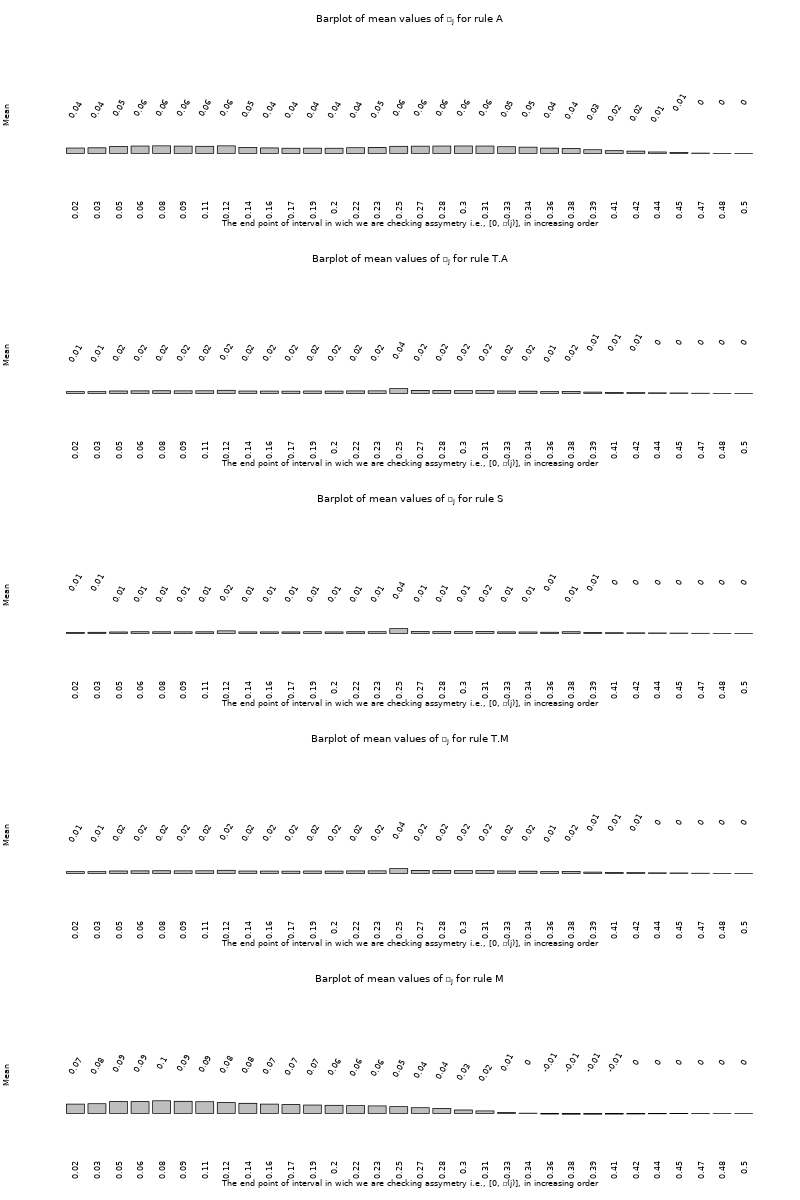 Barplot of mean values of □j for rule A
Mean
0.04 0.04 0.05 0.06 0.06 0.06 0.06 0.06 0.05 0.04 0.04 0.04 0.04 0.04 0.05 0.06 0.06 0.06 0.06 0.06 0.05 0.05 0.04 0.04 0.03 0.02 0.02 0.01 0.01 0 0 0
0.02 0.03 0.05 0.06 0.08 0.09 0.11 0.12 0.14 0.16 0.17 0.19 0.2 0.22 0.23 0.25 0.27 0.28 0.3 0.31 0.33 0.34 0.36 0.38 0.39 0.41 0.42 0.44 0.45 0.47 0.48 0.5
The end point of interval in wich we are checking assymetry i.e., [0, □(j)], in increasing order
Barplot of mean values of □j for rule T.A
Mean
0.01 0.01 0.02 0.02 0.02 0.02 0.02 0.02 0.02 0.02 0.02 0.02 0.02 0.02 0.02 0.04 0.02 0.02 0.02 0.02 0.02 0.02 0.01 0.02 0.01 0.01 0.01 0 0 0 0 0
0.02 0.03 0.05 0.06 0.08 0.09 0.11 0.12 0.14 0.16 0.17 0.19 0.2 0.22 0.23 0.25 0.27 0.28 0.3 0.31 0.33 0.34 0.36 0.38 0.39 0.41 0.42 0.44 0.45 0.47 0.48 0.5
The end point of interval in wich we are checking assymetry i.e., [0, □(j)], in increasing order
Barplot of mean values of □j for rule S
Mean
0.01 0.01 0.01 0.01 0.01 0.01 0.01 0.02 0.01 0.01 0.01 0.01 0.01 0.01 0.01 0.04 0.01 0.01 0.01 0.02 0.01 0.01 0.01 0.01 0.01 0 0 0 0 0 0 0
0.02 0.03 0.05 0.06 0.08 0.09 0.11 0.12 0.14 0.16 0.17 0.19 0.2 0.22 0.23 0.25 0.27 0.28 0.3 0.31 0.33 0.34 0.36 0.38 0.39 0.41 0.42 0.44 0.45 0.47 0.48 0.5
The end point of interval in wich we are checking assymetry i.e., [0, □(j)], in increasing order
Barplot of mean values of □j for rule T.M
Mean
0.01 0.01 0.02 0.02 0.02 0.02 0.02 0.02 0.02 0.02 0.02 0.02 0.02 0.02 0.02 0.04 0.02 0.02 0.02 0.02 0.02 0.02 0.01 0.02 0.01 0.01 0.01 0 0 0 0 0
0.02 0.03 0.05 0.06 0.08 0.09 0.11 0.12 0.14 0.16 0.17 0.19 0.2 0.22 0.23 0.25 0.27 0.28 0.3 0.31 0.33 0.34 0.36 0.38 0.39 0.41 0.42 0.44 0.45 0.47 0.48 0.5
The end point of interval in wich we are checking assymetry i.e., [0, □(j)], in increasing order
Barplot of mean values of □j for rule M
Mean
0.07 0.08 0.09 0.09 0.1 0.09 0.09 0.08 0.08 0.07 0.07 0.07 0.06 0.06 0.06 0.05 0.04 0.04 0.03 0.02 0.01 0 -0.01 -0.01 -0.01 -0.01 0 0 0 0 0 0
0.02 0.03 0.05 0.06 0.08 0.09 0.11 0.12 0.14 0.16 0.17 0.19 0.2 0.22 0.23 0.25 0.27 0.28 0.3 0.31 0.33 0.34 0.36 0.38 0.39 0.41 0.42 0.44 0.45 0.47 0.48 0.5
The end point of interval in wich we are checking assymetry i.e., [0, □(j)], in increasing order